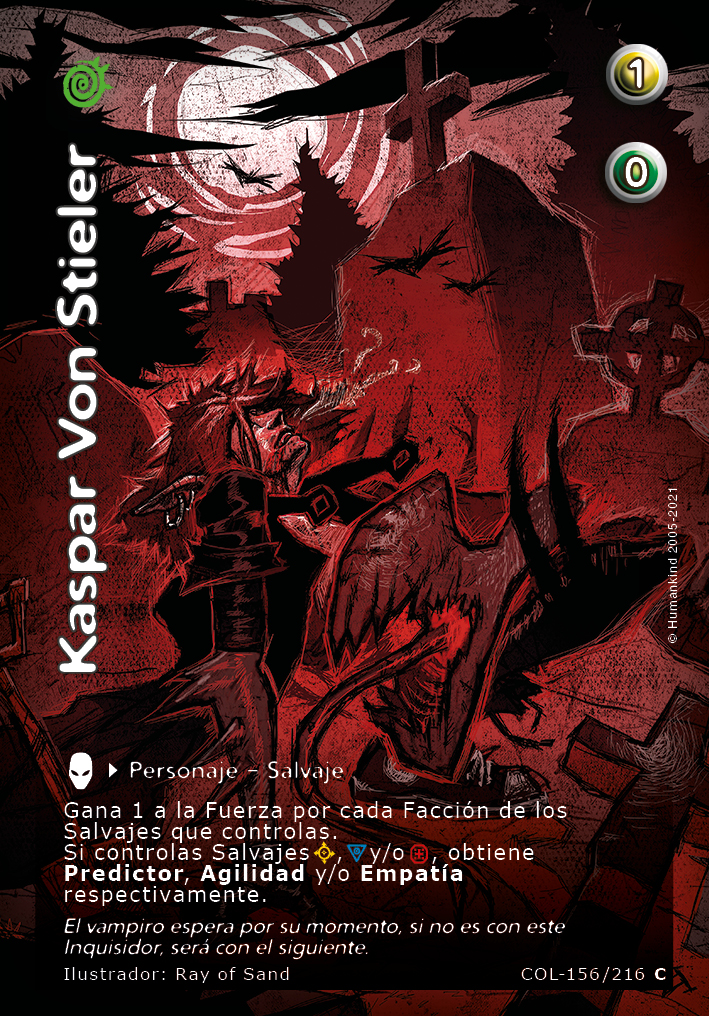 1
0
Kaspar Von Stieler
© Humankind 2005-2021
Personaje – Salvaje
Gana 1 a la Fuerza por cada Facción de los
Salvajes que controlas.
Si controlas Salvajes , y/o , obtiene
Predictor, Agilidad y/o Empatía
respectivamente.
El vampiro espera por su momento, si no es con este
Inquisidor, será con el siguiente.
Ilustrador: Ray of Sand
COL-156/216 C